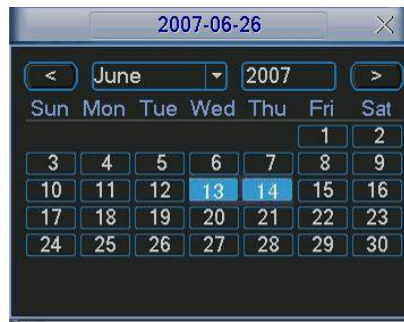 2007-06-26
< June 2007 >
Sun Mon Tue Wed Thu Fri Sat
1 2
3 4 5 6 7 8 9
10 11 12 13 14 15 16
17 18 19 20 21 22 23
24 25 26 27 28 29 30